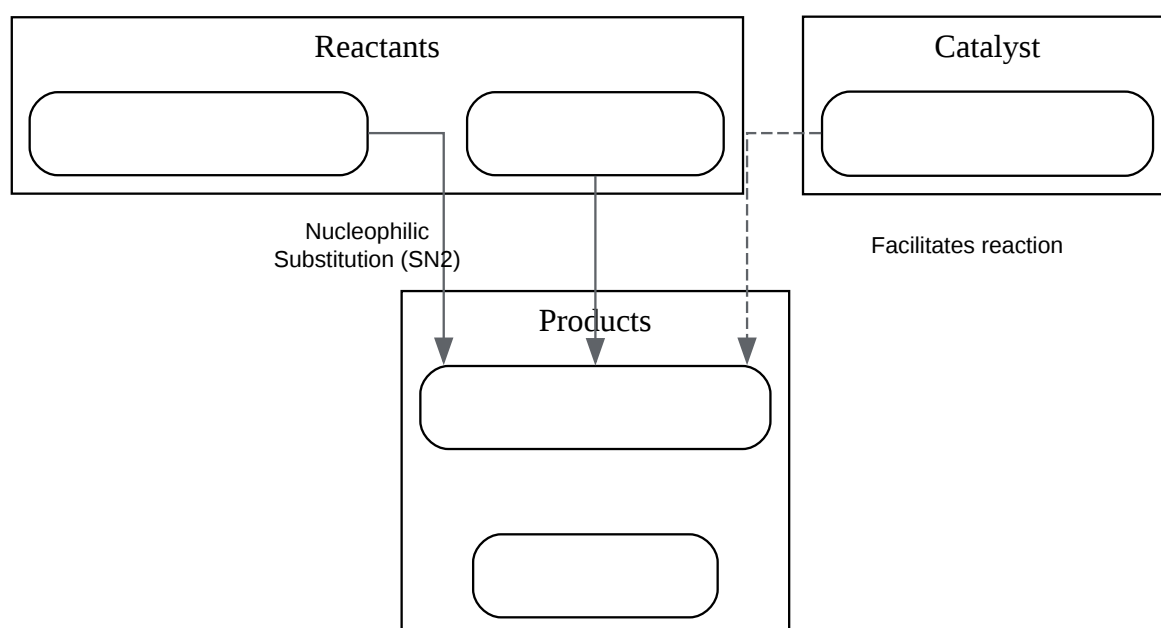 Reactants
Catalyst
Nucleophilic
Substitution (SN2)
Facilitates reaction
Products